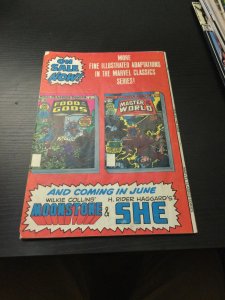 ON
SALE
NOW!
MORE
FINE ILLUSTRATED ADAPTATIONS
IN THE MARVEL CLASSICS
SERIES!
FOOD OF THE
GODS
MASTER OF THE
WORLD
AND COMING IN JUNE
WILKIE COLLINS'
MOONSTONE
&
H. RIDER HAGGARD'S
SHE